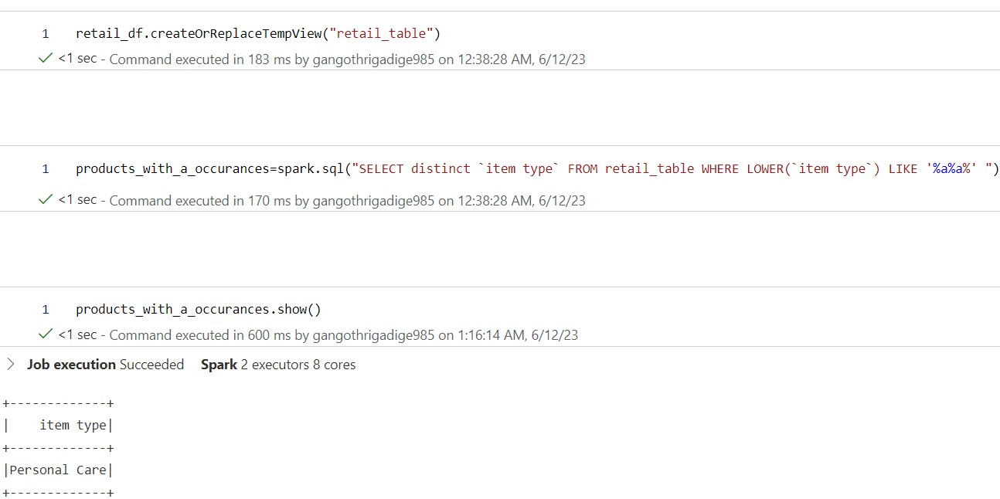 1 retail_df.createOrReplaceTempView("retail_table")
<1 sec - Command executed in 183 ms by gangothrigadige985 on 12:38:28 AM, 6/12/23
1 products_with_a_occurances=spark.sql("SELECT distinct `item type` FROM retail_table WHERE LOWER(`item type`) LIKE '%a%a%' ")
<1 sec - Command executed in 170 ms by gangothrigadige985 on 12:38:28 AM, 6/12/23
1 products_with_a_occurances.show()
<1 sec - Command executed in 600 ms by gangothrigadige985 on 1:16:14 AM, 6/12/23
Job execution Succeeded Spark 2 executors 8 cores
+-------------+
|    item type|
+-------------+
|Personal Care|
+-------------+